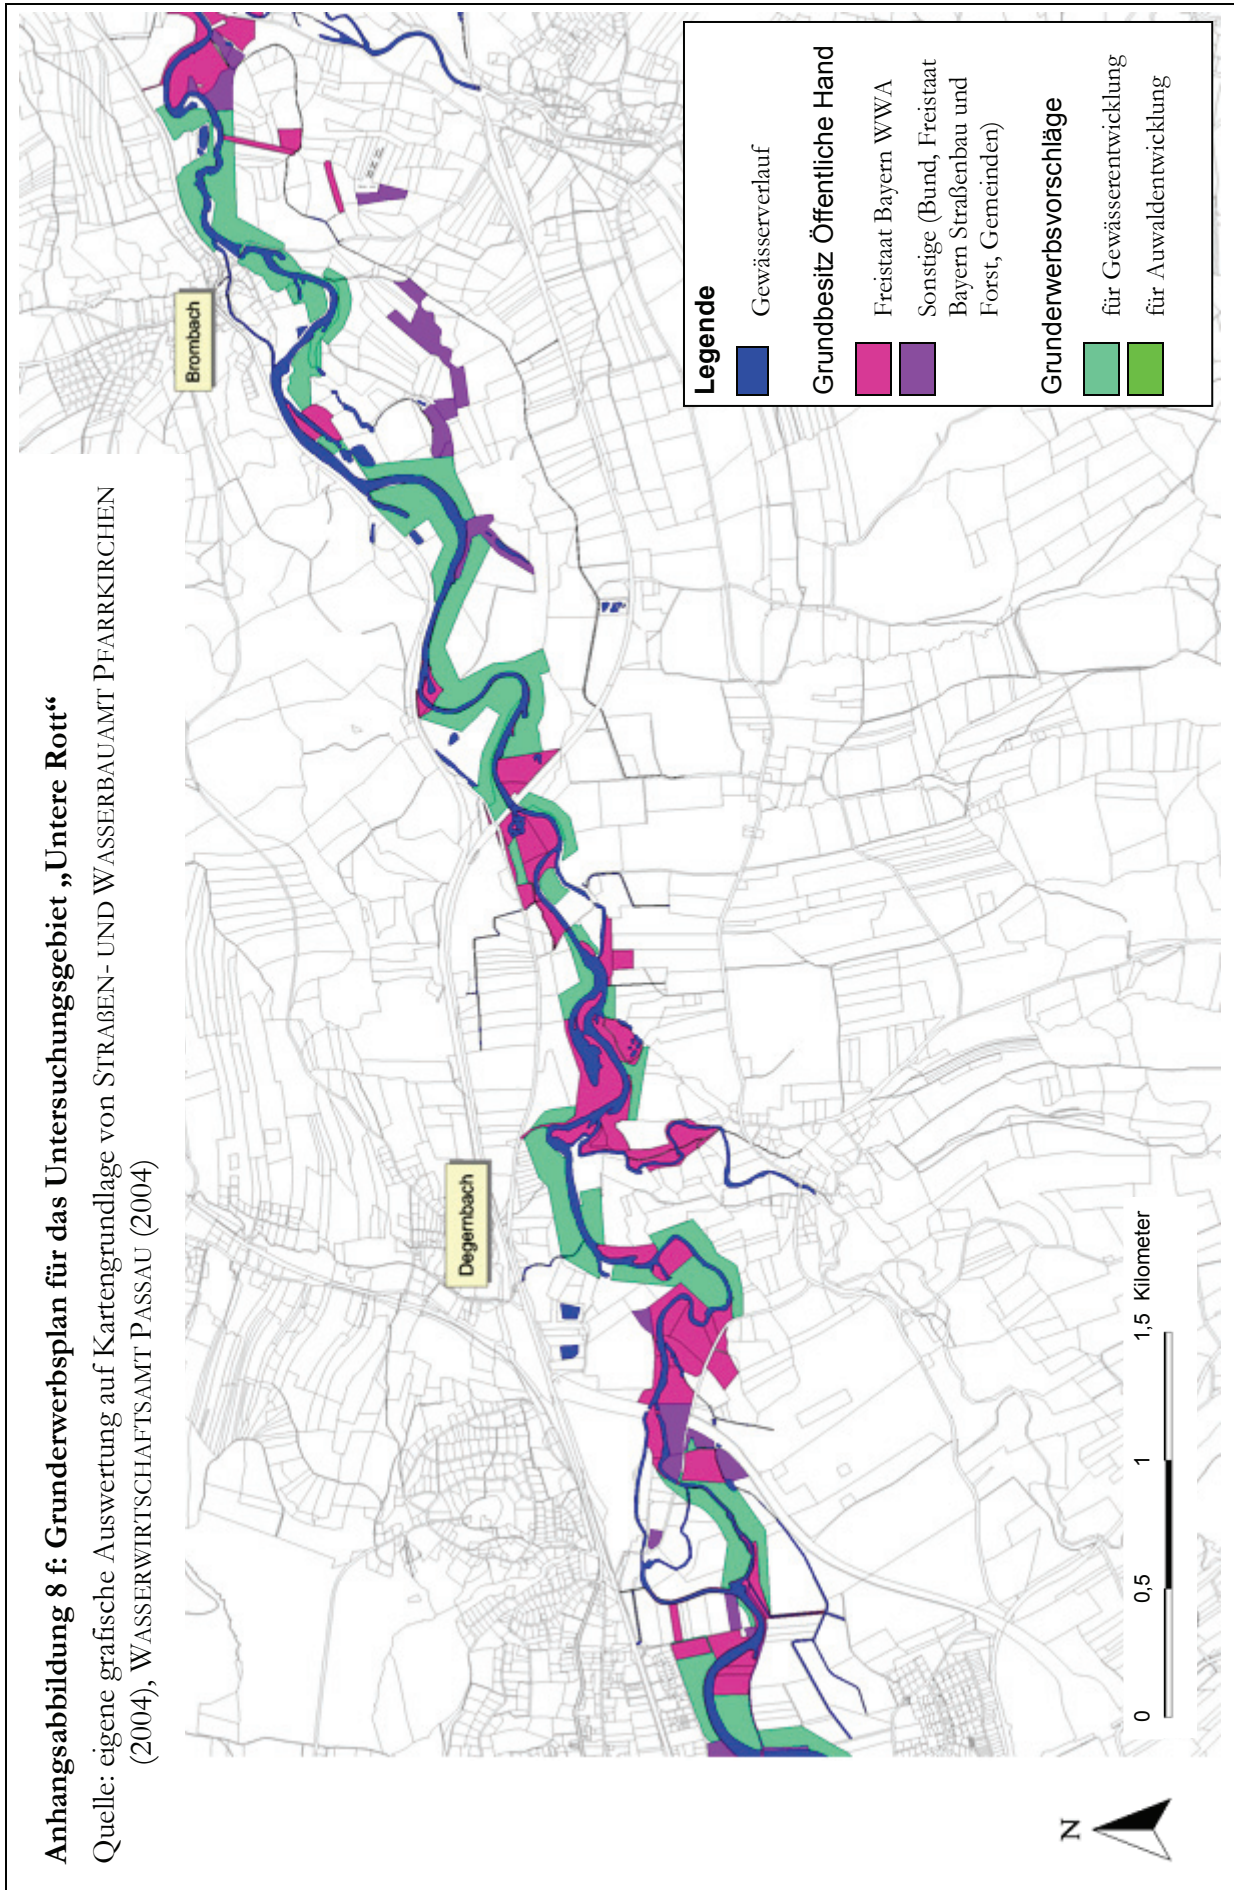 Anhangsabbildung 8 f: Grunderwerbsplan für das Untersuchungsgebiet „Untere Rott“
Quelle: eigene grafische Auswertung auf Kartengrundlage von STRAßEN- UND WASSERBAUAMT PFARRKIRCHEN
(2004), WASSERWIRTSCHAFTSAMT PASSAU (2004)
Brombach
Degernbach
Legende
Gewässerverlauf
Grundbesitz Öffentliche Hand
Freistaat Bayern WWA
Sonstige (Bund, Freistaat
Bayern Straßenbau und
Forst, Gemeinden)
Grunderwerbsvorschläge
für Gewässerentwicklung
für Auwaldentwicklung
N
0 0,5 1 1,5 Kilometer